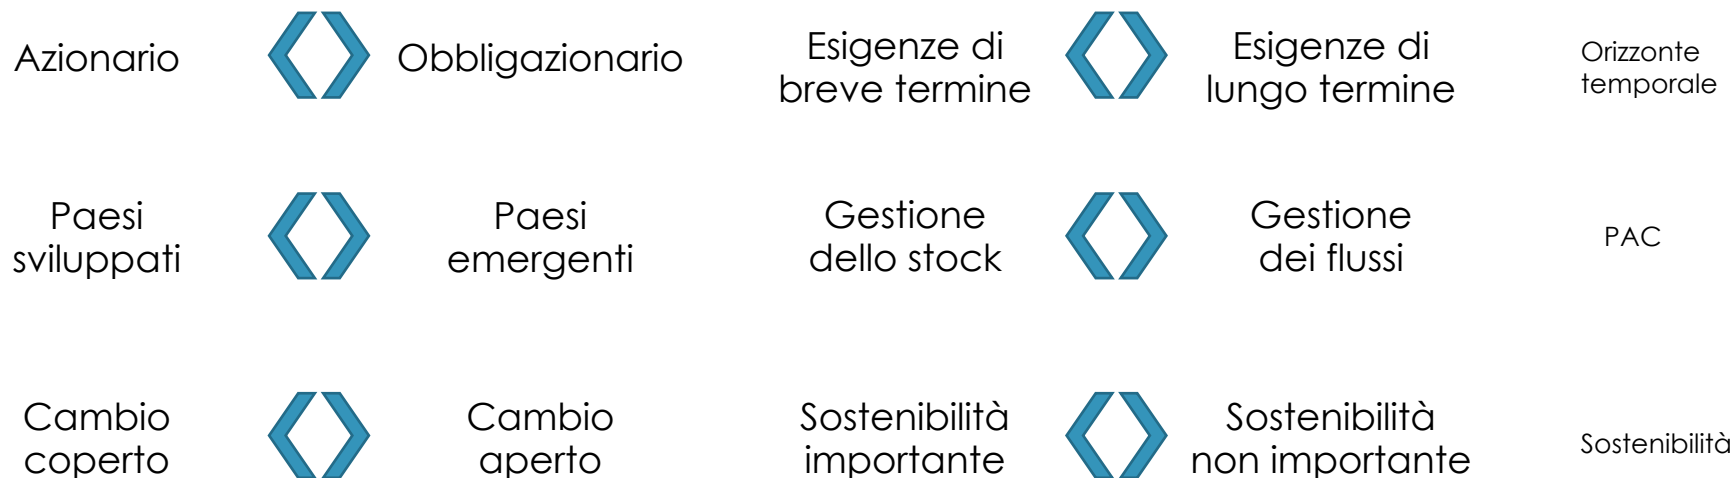 Azionario
Obbligazionario
Esigenze di
breve termine
Esigenze di
lungo termine
Orizzonte
temporale
Paesi
sviluppati
Paesi
emergenti
Gestione
dello stock
Gestione
dei flussi
PAC
Cambio
coperto
Cambio
aperto
Sostenibilità
importante
Sostenibilità
non importante
Sostenibilità